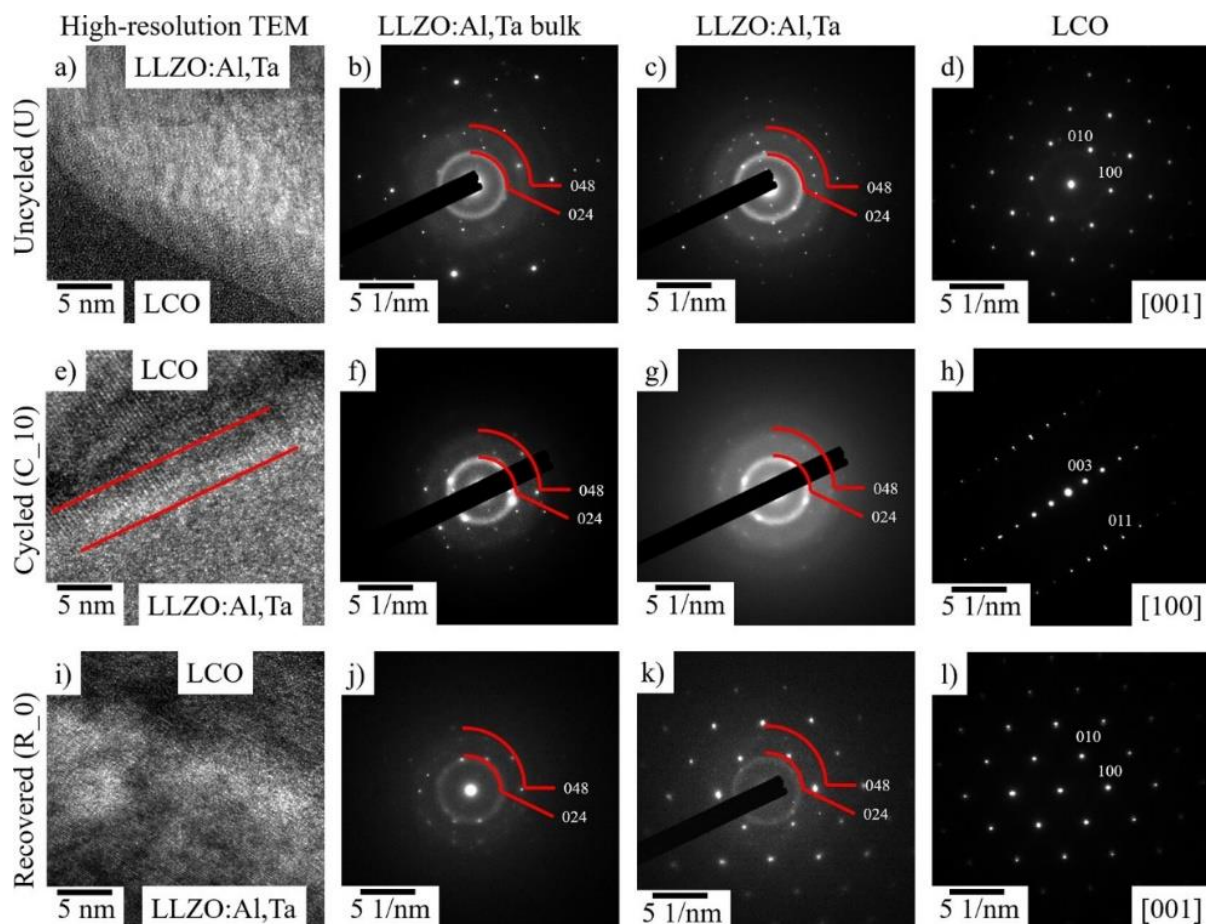 High-resolution TEM
LLZO:Al,Ta bulk
LLZO:Al,Ta
LCO
Uncycled (U)
a)
LLZO:Al,Ta
5 nm
LCO
b)
048
024
5 1/nm
c)
048
024
5 1/nm
d)
010
100
5 1/nm
[001]
Cycled (C_10)
e)
LCO
5 nm
LLZO:Al,Ta
f)
048
024
5 1/nm
g)
048
024
5 1/nm
h)
003
011
5 1/nm
[100]
Recovered (R_0)
i)
LCO
5 nm
LLZO:Al,Ta
j)
048
024
5 1/nm
k)
048
024
5 1/nm
l)
010
100
5 1/nm
[001]